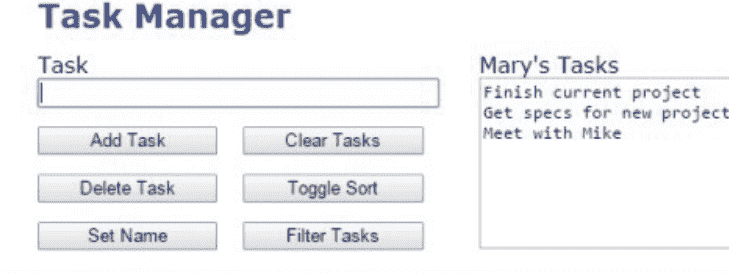 Task Manager
Task
Mary's Tasks
Finish current project
Get specs for new project
Meet with Mike
Add Task
Clear Tasks
Delete Task
Toggle Sort
Set Name
Filter Tasks